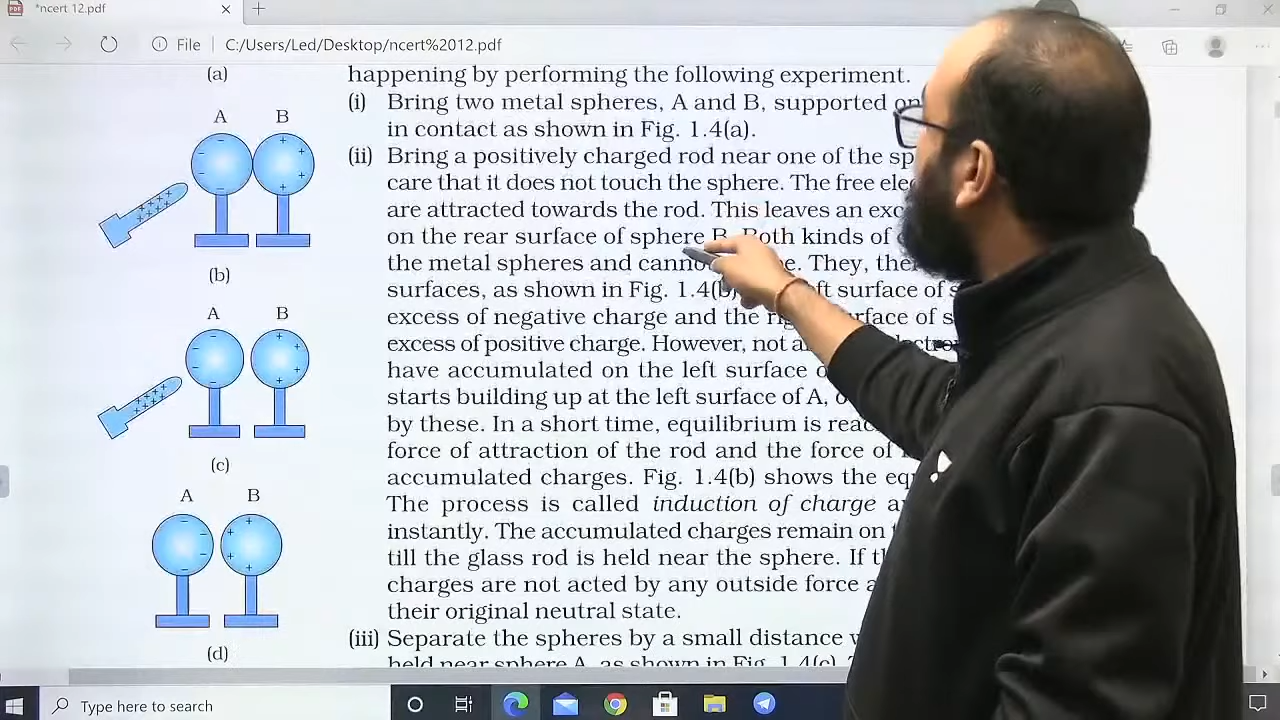 *ncert 12.pdf
File
C:/Users/Led/Desktop/ncert%2012.pdf
(a)
A B
(b)
A B
(c)
A B
(d)
happening by performing the following experiment.
(i) Bring two metal spheres, A and B, supported on
in contact as shown in Fig. 1.4(a).
(ii) Bring a positively charged rod near one of the
care that it does not touch the sphere. The free
are attracted towards the rod. This leaves an
on the rear surface of sphere B. Both kinds of
the metal spheres and They,
surfaces, as shown in Fig. 1.4(b) surface of
excess of negative charge and the surface of
excess of positive charge. However, not
have accumulated on the left surface
starts building up at the left surface of A,
by these. In a short time, equilibrium is
force of attraction of the rod and the force of
accumulated charges. Fig. 1.4(b) shows the
The process is called induction of charge
instantly. The accumulated charges remain on
till the glass rod is held near the sphere. If
charges are not acted by any outside force
their original neutral state.
(iii) Separate the spheres by a small distance
held near sphere A, as shown in Fig. 1.4(c).
Type here to search